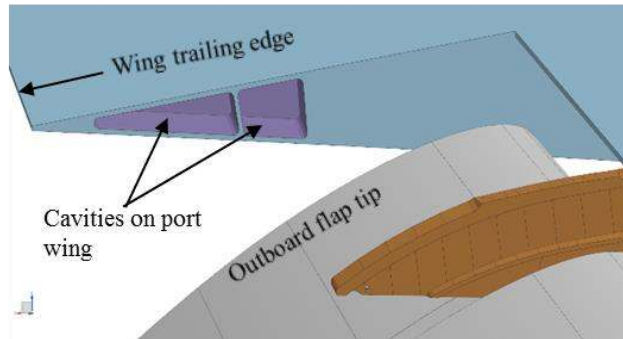 Wing trailing edge
Cavities on port
wing
Outboard flap tip